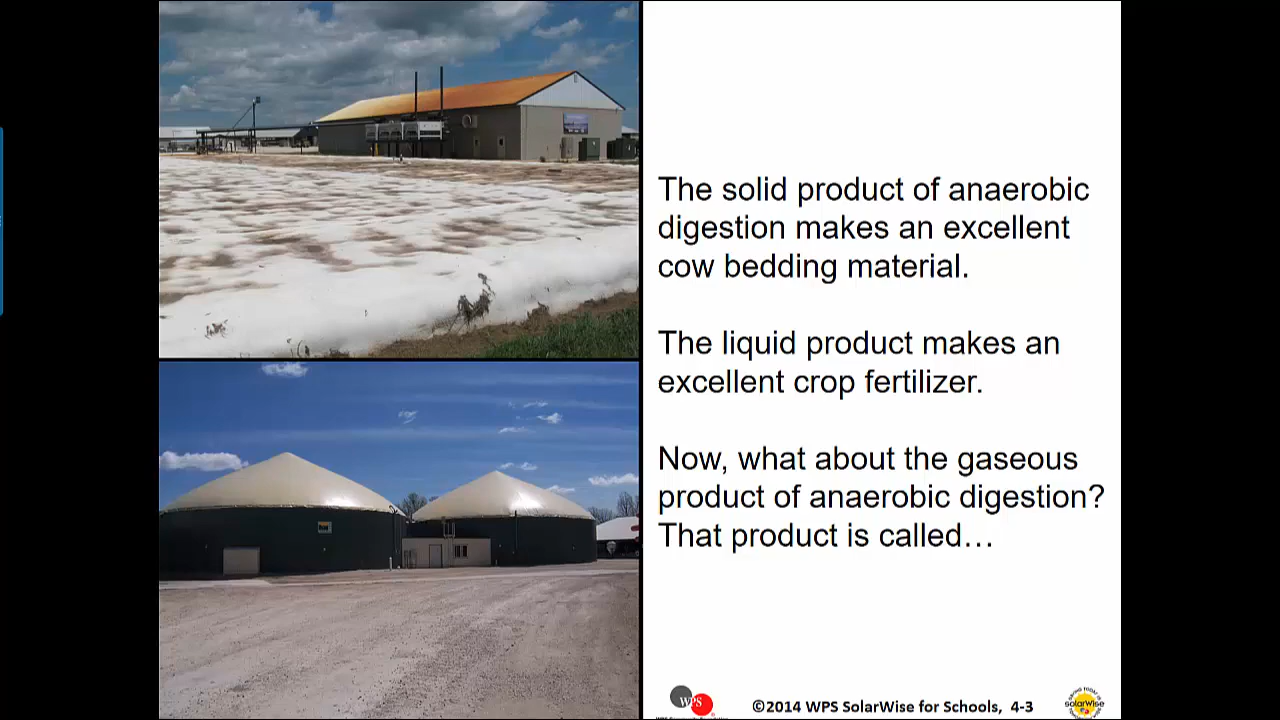 The solid product of anaerobic
digestion makes an excellent
cow bedding material.
The liquid product makes an
excellent crop fertilizer.
Now, what about the gaseous
product of anaerobic digestion?
That product is called…
WPS
©2014 WPS SolarWise for Schools, 4-3
solarwise